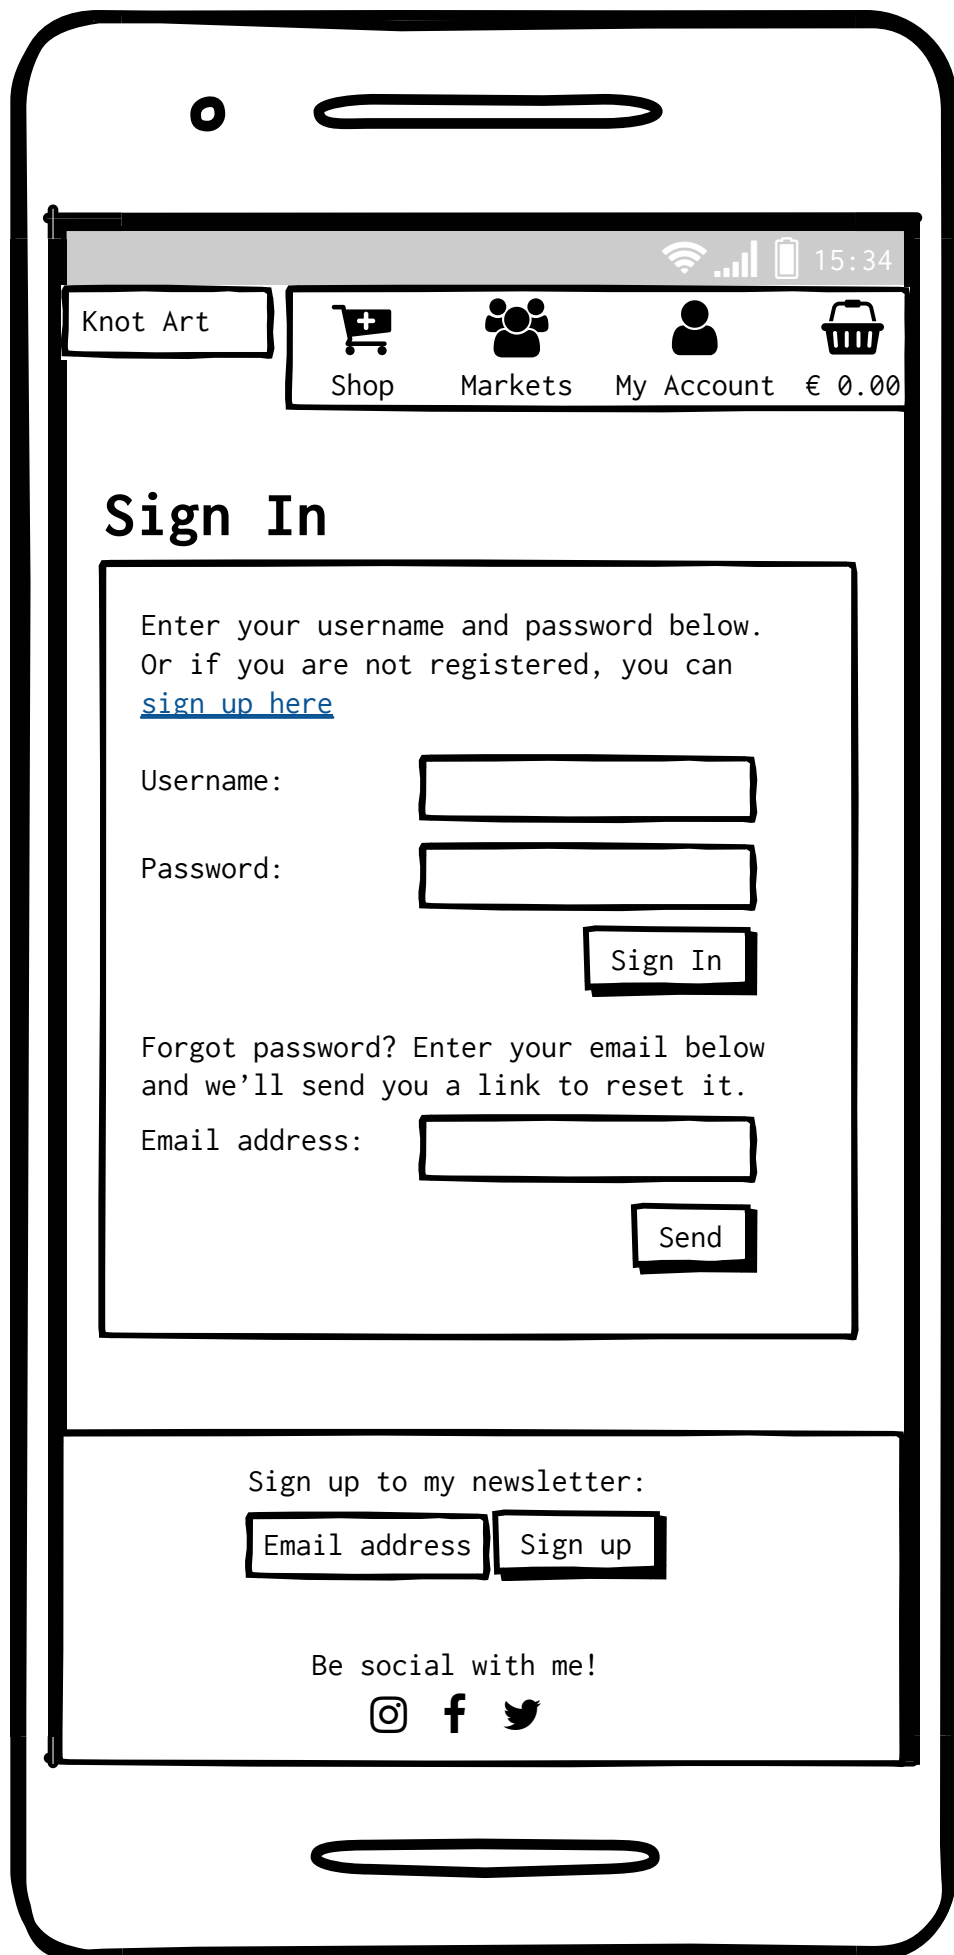 15:34
Knot Art
Shop
Markets
My Account
€ 0.00
Sign In
Enter your username and password below.
Or if you are not registered, you can
sign up here
Username:
Password:
Sign In
Forgot password? Enter your email below
and we’ll send you a link to reset it.
Email address:
Send
Sign up to my newsletter:
Email address
Sign up
Be social with me!